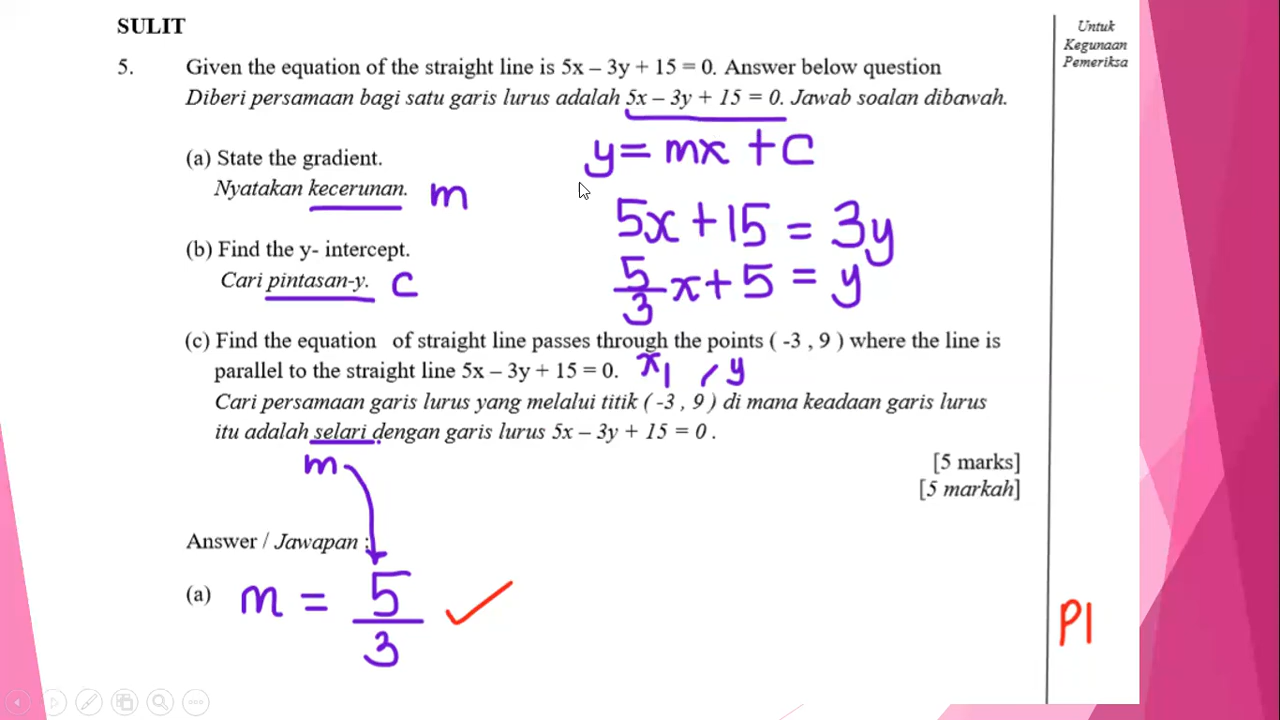 SULIT
Untuk
Kegunaan
Pemeriksa
5. Given the equation of the straight line is 5x – 3y + 15 = 0. Answer below question
Diberi persamaan bagi satu garis lurus adalah 5x – 3y + 15 = 0. Jawab soalan dibawah.
y = mx + c
(a) State the gradient.
Nyatakan kecerunan. m
5x + 15 = 3y
(b) Find the y- intercept.
Cari pintasan-y. c
5/3 x + 5 = y
(c) Find the equation of straight line passes through the points ( -3 , 9 ) where the line is
parallel to the straight line 5x – 3y + 15 = 0. x1 , y
Cari persamaan garis lurus yang melalui titik ( -3 , 9 ) di mana keadaan garis lurus
itu adalah selari dengan garis lurus 5x – 3y + 15 = 0 .
m
[5 marks]
[5 markah]
Answer / Jawapan :
(a) m = 5/3 ✓
P1